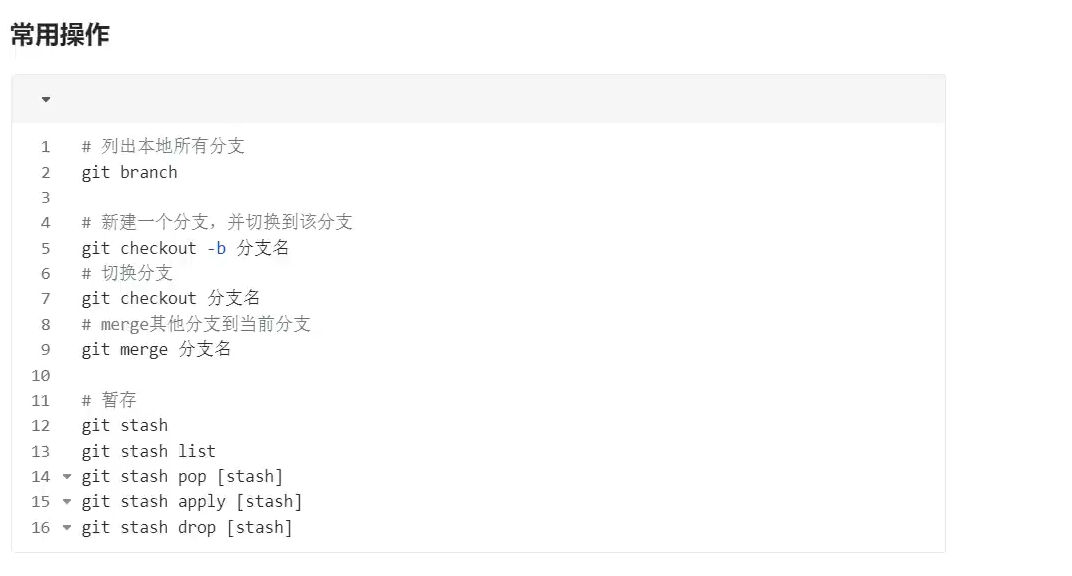 常用操作
1 # 列出本地所有分支
2 git branch
3
4 # 新建一个分支，并切换到该分支
5 git checkout -b 分支名
6 # 切换分支
7 git checkout 分支名
8 # merge其他分支到当前分支
9 git merge 分支名
10
11 # 暂存
12 git stash
13 git stash list
14 git stash pop [stash]
15 git stash apply [stash]
16 git stash drop [stash]